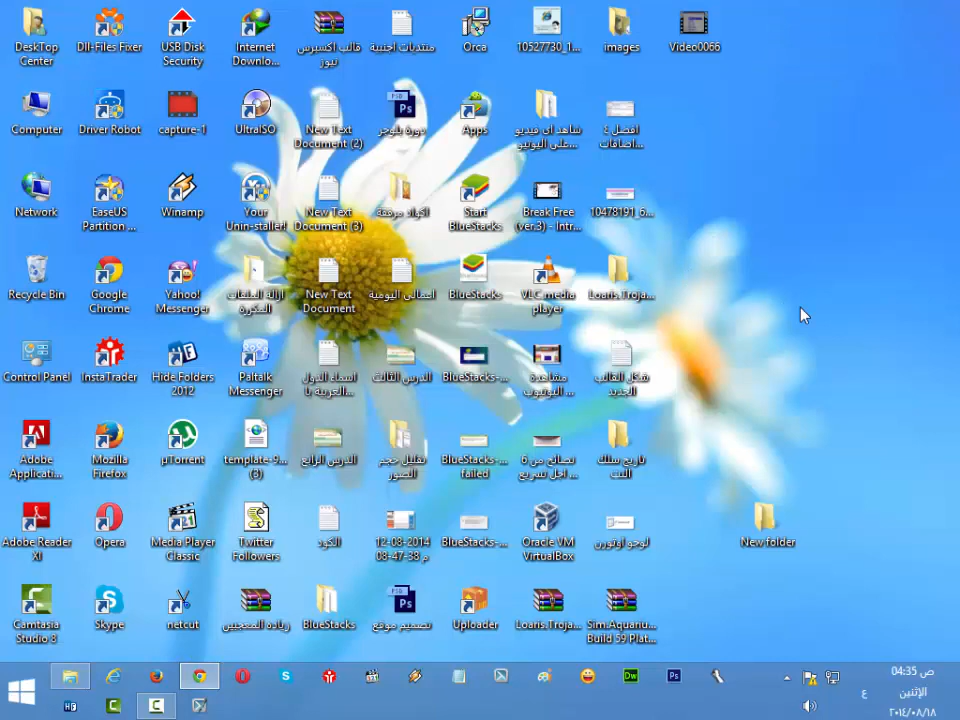 DeskTop
Center
Dll-Files Fixer
USB Disk
Security
Internet
Downlo...
قالب اكسبرس
نيوز
منتديات اجنبية
Orca
10527730_1...
images
Video0066
Computer
Driver Robot
capture-1
UltraISO
New Text
Document (2)
دورة بلوجر
Apps
شاهد اى فيديو
على اليوتيو...
افضل ٤
اضافات...
Network
EaseUS
Partition ...
Winamp
Your
Unin-staller!
New Text
Document (3)
اكواد مرفقة
Start
BlueStacks
Break Free
(ver.3) - Intr...
10478191_6...
Recycle Bin
Google
Chrome
Yahoo!
Messenger
ازالة الملفات
المكررة
New Text
Document
اعمالى اليومية
BlueStacks
VLC media
player
Loaris.Troja...
Control Panel
InstaTrader
Hide Folders
2012
Paltalk
Messenger
اسماء الدول
العربية با...
الدرس الثالث
BlueStacks-...
مشاهدة
اليوتيوب ...
شكل القالب
الجديد
Adobe
Applicati...
Mozilla
Firefox
µTorrent
template-9...
(3)
الدرس الرابع
تقليل حجم
الصور
BlueStacks-...
failed
6 نصائح من
اجل تسريع...
تاريخ سلك
النت
Adobe Reader
XI
Opera
Media Player
Classic
Twitter
Followers
الكود
12-08-2014
08-47-38 م
BlueStacks-...
Oracle VM
VirtualBox
لوجو اوتورن
New folder
Camtasia
Studio 8
Skype
netcut
زيادة المعجبين
BlueStacks
تصميم موقع
Uploader
Loaris.Troja...
Sim.Aquariu...
Build 59 Plat...
04:35 ص
الإثنين
٢٠١٤/٠٨/١٨
ع